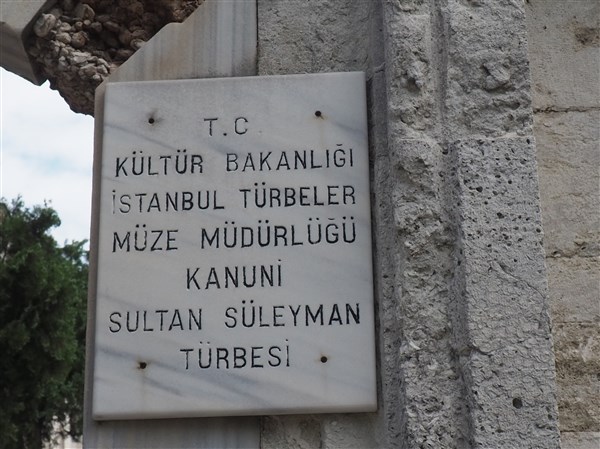 T.C
KÜLTÜR BAKANLIĞI
İSTANBUL TÜRBELER
MÜZE MÜDÜRLÜĞÜ
KANUNİ
SULTAN SÜLEYMAN
TÜRBESİ